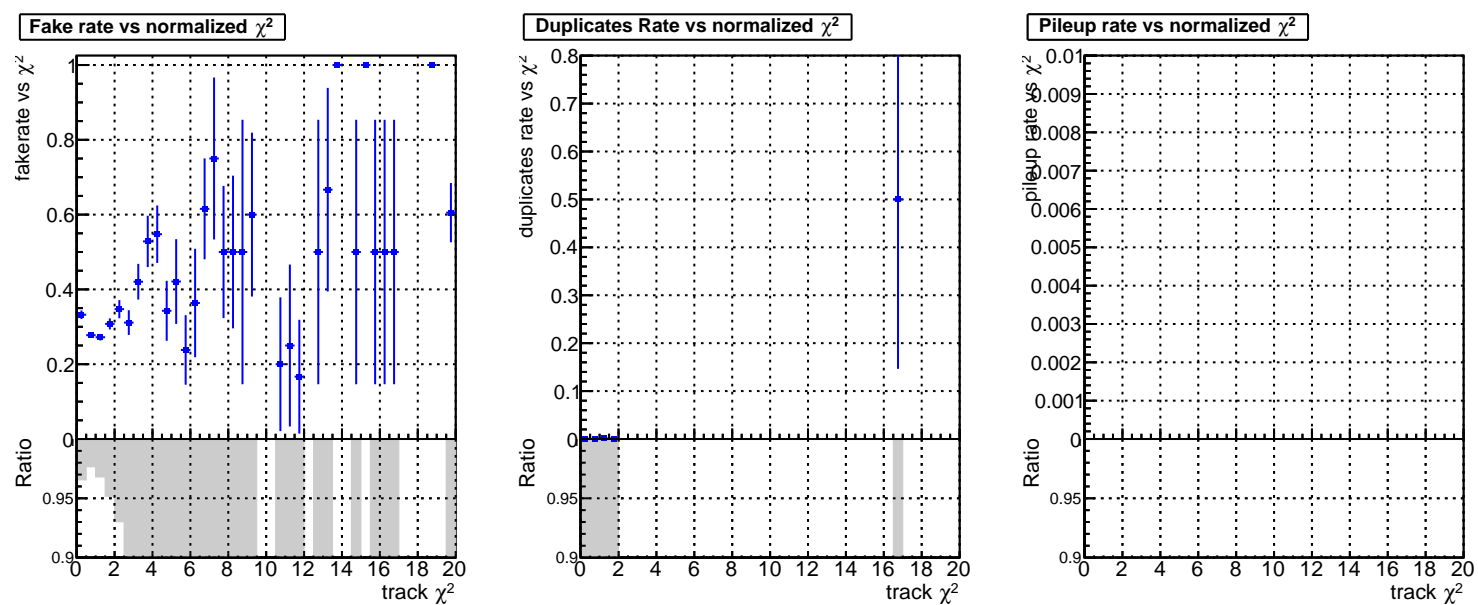 Fake rate vs normalized χ²
fakerate vs χ²
1
0.8
0.6
0.4
0.2
0
Ratio
0.95
0.9
0 2 4 6 8 10 12 14 16 18 20
track χ²
Duplicates Rate vs normalized χ²
duplicates rate vs χ²
0.8
0.7
0.6
0.5
0.4
0.3
0.2
0.1
0
Ratio
0.95
0.9
0 2 4 6 8 10 12 14 16 18 20
track χ²
Pileup rate vs normalized χ²
pileup rate vs χ²
0.01
0.009
0.008
0.007
0.006
0.005
0.004
0.003
0.002
0.001
0
Ratio
0.95
0.9
0 2 4 6 8 10 12 14 16 18 20
track χ²